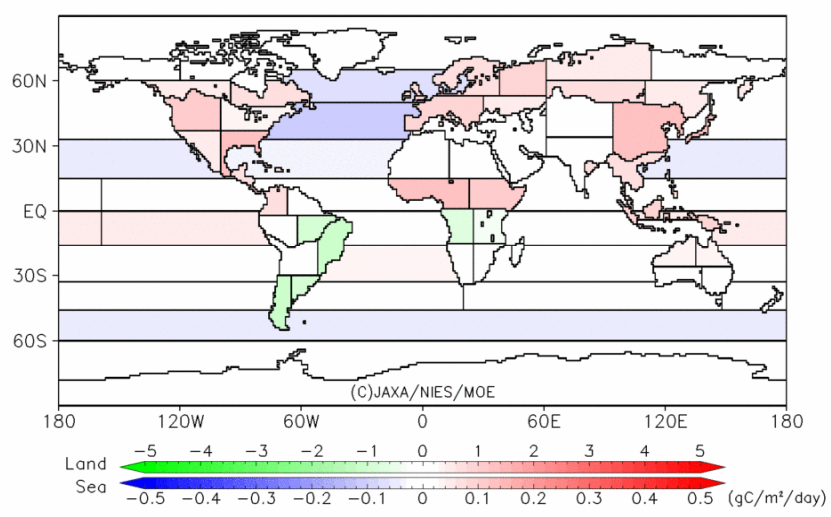 60N
30N
EQ
30S
60S
(C)JAXA/NIES/MOE
180 120W 60W 0 60E 120E 180
-5 -4 -3 -2 -1 0 1 2 3 4 5
Land
Sea
-0.5 -0.4 -0.3 -0.2 -0.1 0 0.1 0.2 0.3 0.4 0.5 (gC/m²/day)